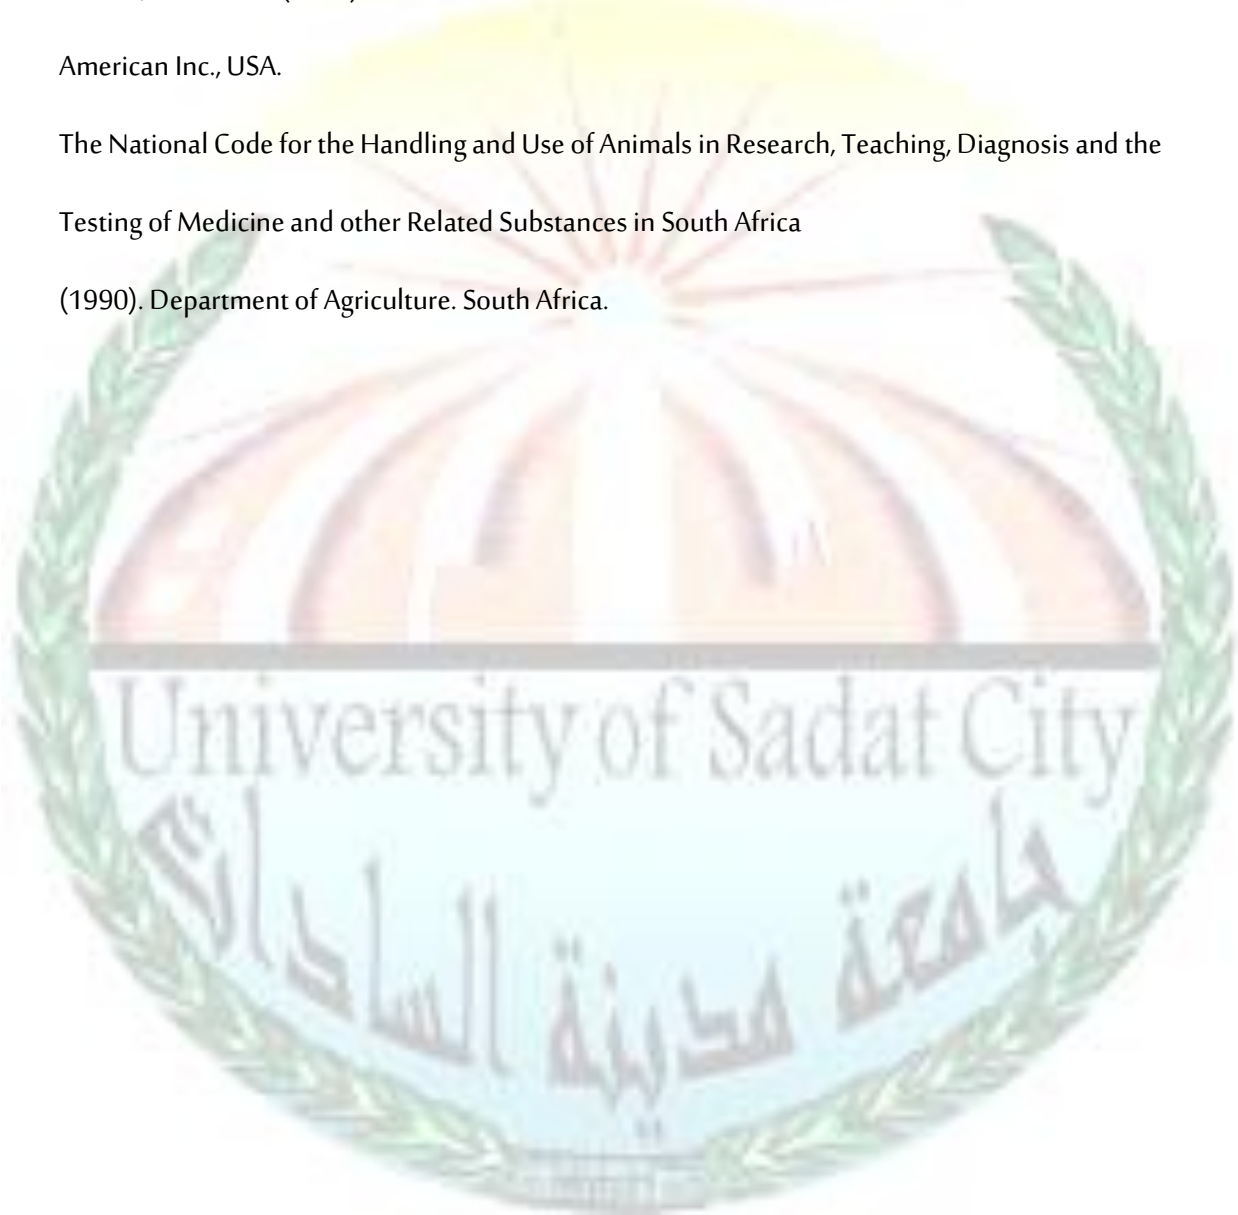 American Inc., USA.
The National Code for the Handling and Use of Animals in Research, Teaching, Diagnosis and the
Testing of Medicine and other Related Substances in South Africa
(1990). Department of Agriculture. South Africa.
University of Sadat City
جامعة مدينة السادات